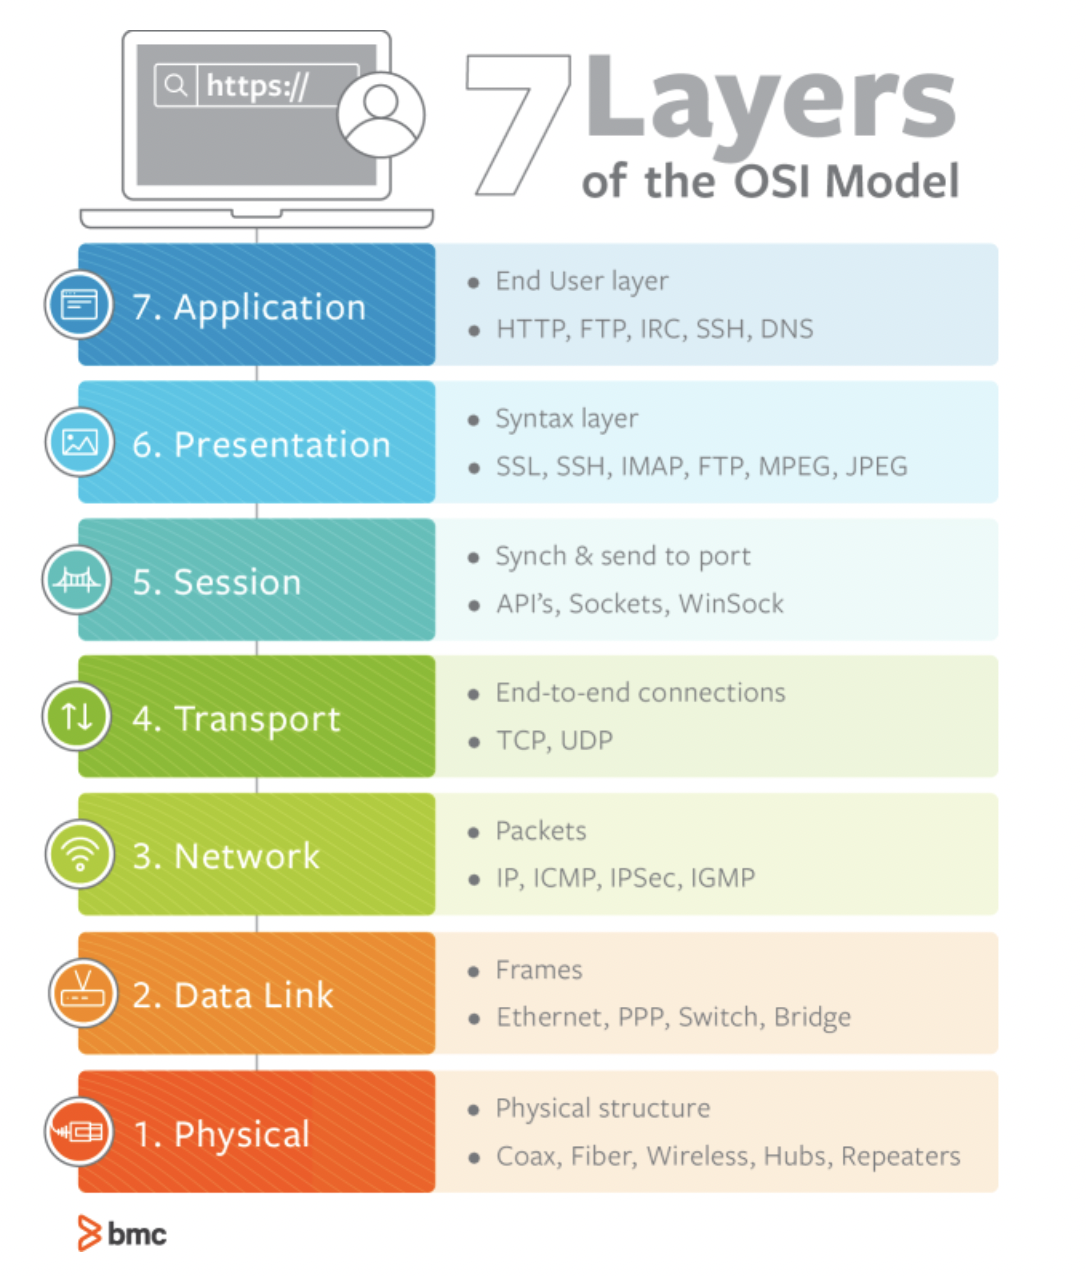 https://
7 Layers
of the OSI Model
7. Application
• End User layer
• HTTP, FTP, IRC, SSH, DNS
6. Presentation
• Syntax layer
• SSL, SSH, IMAP, FTP, MPEG, JPEG
5. Session
• Synch & send to port
• API's, Sockets, WinSock
4. Transport
• End-to-end connections
• TCP, UDP
3. Network
• Packets
• IP, ICMP, IPSec, IGMP
2. Data Link
• Frames
• Ethernet, PPP, Switch, Bridge
1. Physical
• Physical structure
• Coax, Fiber, Wireless, Hubs, Repeaters
bmc